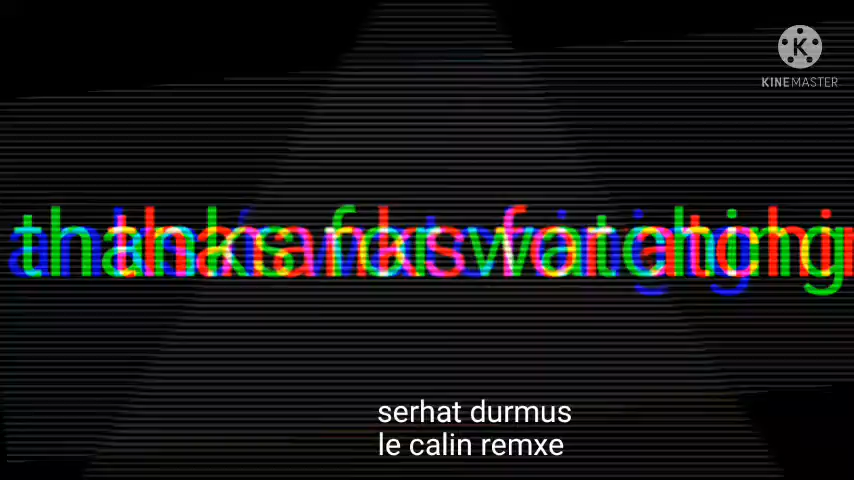 KINEMASTER
thanks for watching
serhat durmus
le calin remxe